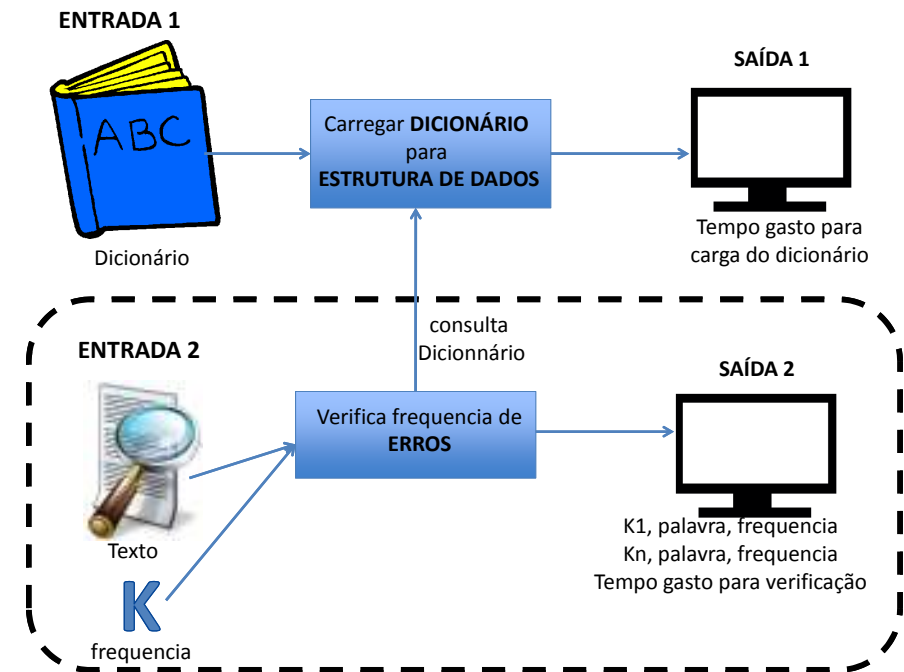 ENTRADA 1
ABC
Dicionário
Carregar DICIONÁRIO
para
ESTRUTURA DE DADOS
SAÍDA 1
Tempo gasto para
carga do dicionário
consulta
Dicionnário
ENTRADA 2
Texto
K
frequencia
Verifica frequencia de
ERROS
SAÍDA 2
K1, palavra, frequencia
Kn, palavra, frequencia
Tempo gasto para verificação